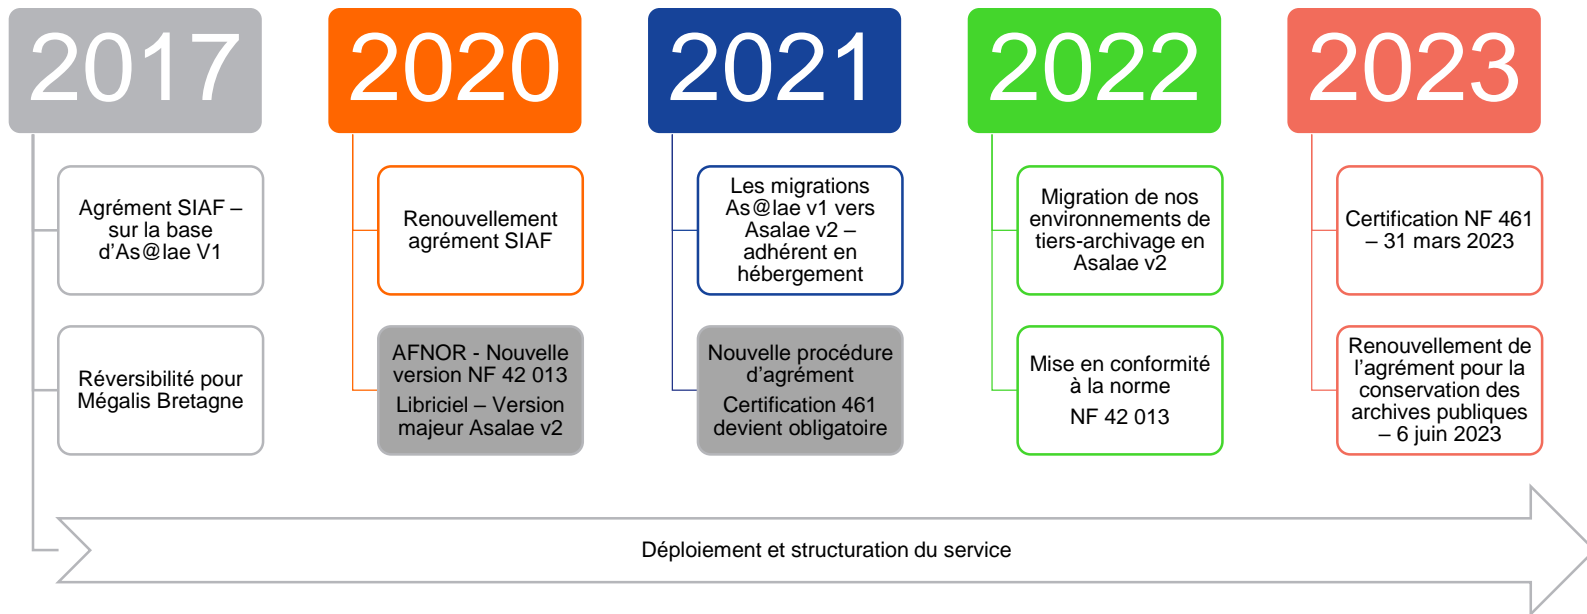 2017
Agrément SIAF –
sur la base
d'As@lae V1
Réversibilité pour
Mégalis Bretagne
2020
Renouvellement
agrément SIAF
AFNOR - Nouvelle
version NF 42 013
Libriciel – Version
majeur Asalae v2
2021
Les migrations
As@lae v1 vers
Asalae v2 –
adhérent en
hébergement
Nouvelle procédure
d'agrément
Certification 461
devient obligatoire
2022
Migration de nos
environnements de
tiers-archivage en
Asalae v2
Mise en conformité
à la norme
NF 42 013
2023
Certification NF 461
– 31 mars 2023
Renouvellement de
l'agrément pour la
conservation des
archives publiques
– 6 juin 2023
Déploiement et structuration du service